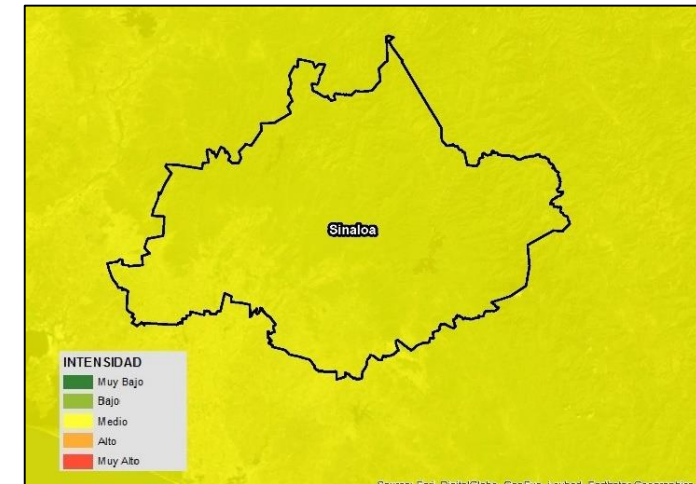 Sinaloa
INTENSIDAD
Muy Bajo
Bajo
Medio
Alto
Muy Alto